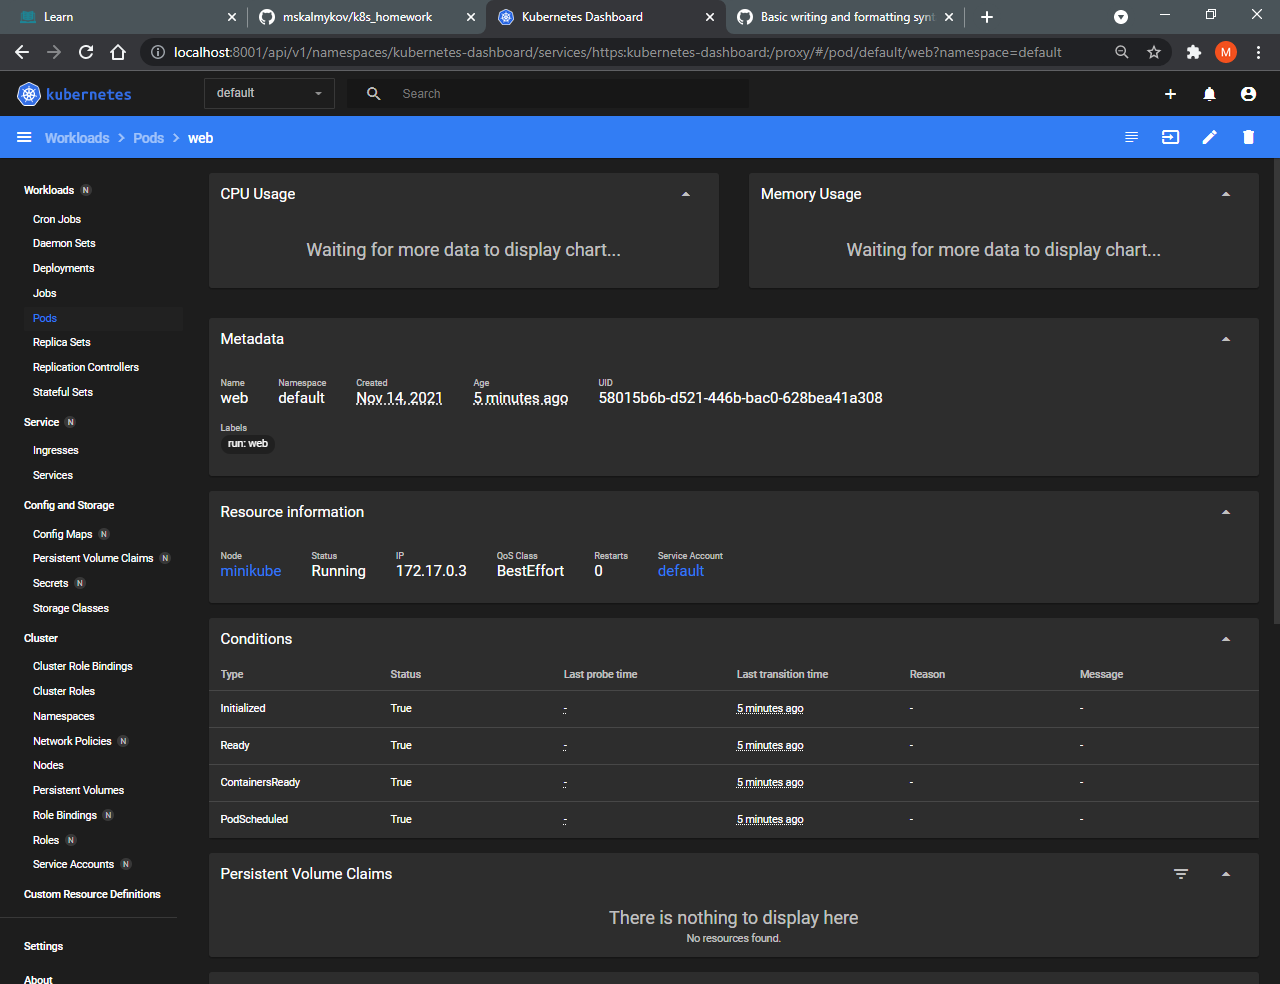 Learn
mskalmykov/k8s_homework
Kubernetes Dashboard
Basic writing and formatting syn
localhost:8001/api/v1/namespaces/kubernetes-dashboard/services/https:kubernetes-dashboard:/proxy/#/pod/default/web?namespace=default
M
kubernetes
default
Search
Workloads > Pods > web
Workloads N
Cron Jobs
Daemon Sets
Deployments
Jobs
Pods
Replica Sets
Replication Controllers
Stateful Sets
Service N
Ingresses
Services
Config and Storage
Config Maps N
Persistent Volume Claims N
Secrets N
Storage Classes
Cluster
Cluster Role Bindings
Cluster Roles
Namespaces
Network Policies N
Nodes
Persistent Volumes
Role Bindings N
Roles N
Service Accounts N
Custom Resource Definitions
Settings
About
CPU Usage
Waiting for more data to display chart...
Memory Usage
Waiting for more data to display chart...
Metadata
Name Namespace Created Age UID
web default Nov 14, 2021 5 minutes ago 58015b6b-d521-446b-bac0-628bea41a308
Labels
run: web
Resource information
Node Status IP QoS Class Restarts Service Account
minikube Running 172.17.0.3 BestEffort 0 default
Conditions
Type Status Last probe time Last transition time Reason Message
Initialized True - 5 minutes ago - -
Ready True - 5 minutes ago - -
ContainersReady True - 5 minutes ago - -
PodScheduled True - 5 minutes ago - -
Persistent Volume Claims
There is nothing to display here
No resources found.